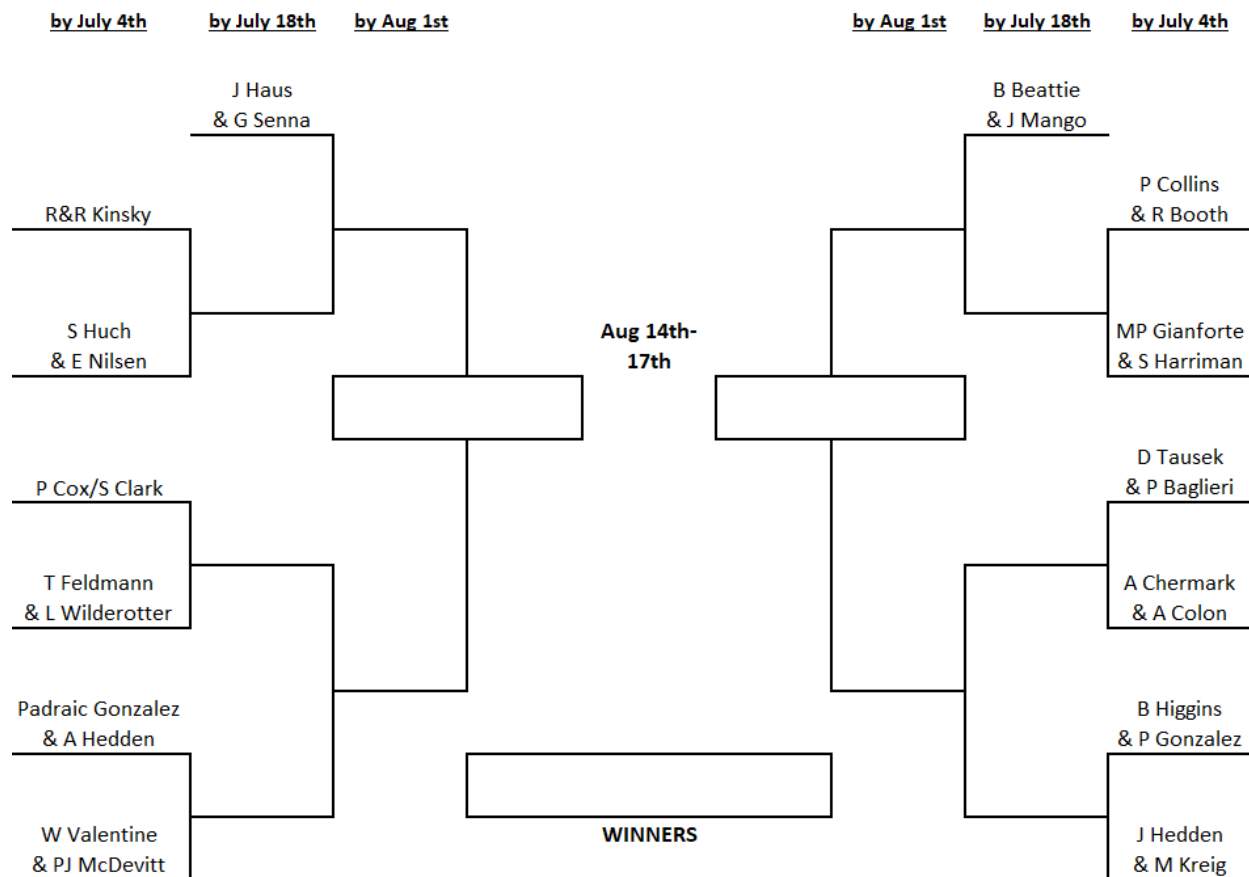 by July 4th by July 18th by Aug 1st by Aug 1st by July 18th by July 4th
J Haus
& G Senna
B Beattie
& J Mango
R&R Kinsky
P Collins
& R Booth
S Huch
& E Nilsen
Aug 14th-
17th
MP Gianforte
& S Harriman
P Cox/S Clark
D Tausek
& P Baglieri
T Feldmann
& L Wilderotter
A Chermark
& A Colon
Padraic Gonzalez
& A Hedden
B Higgins
& P Gonzalez
W Valentine
& PJ McDevitt
WINNERS
J Hedden
& M Kreig